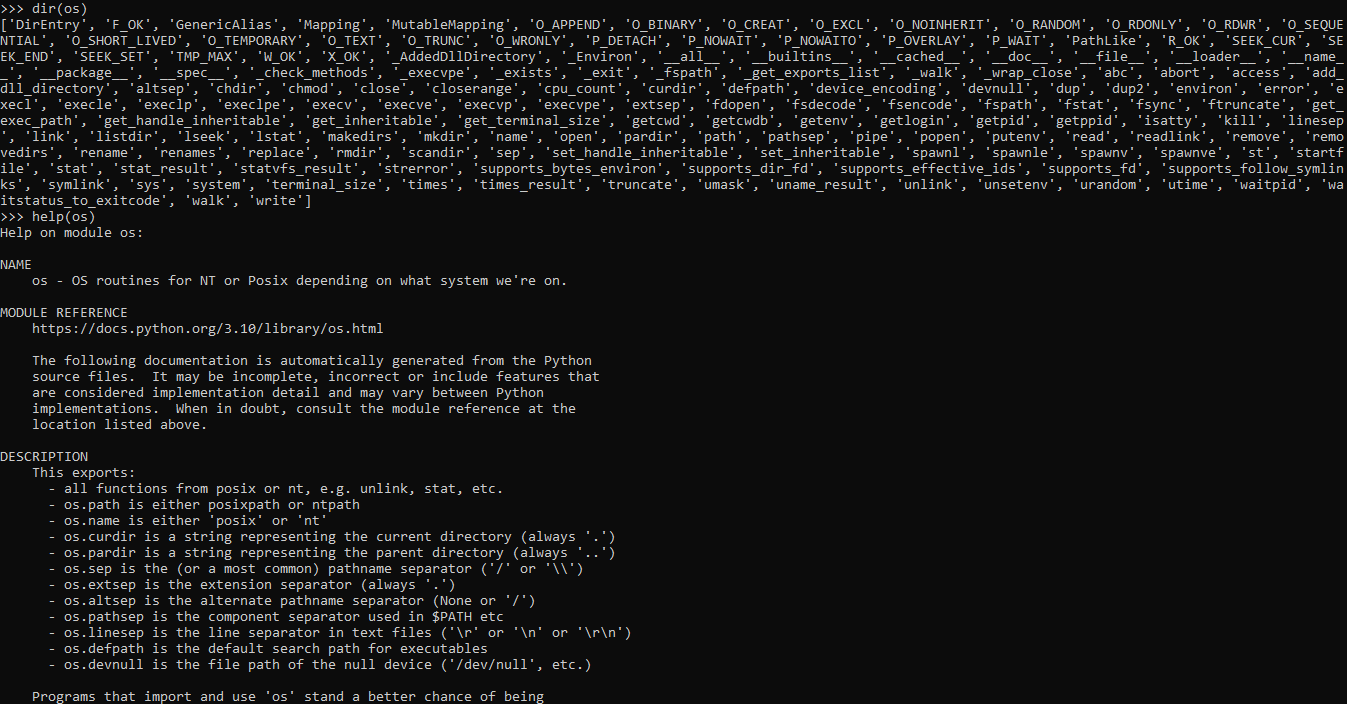 >>> dir(os)
['DirEntry', 'F_OK', 'GenericAlias', 'Mapping', 'MutableMapping', 'O_APPEND', 'O_BINARY', 'O_CREAT', 'O_EXCL', 'O_NOINHERIT', 'O_RANDOM', 'O_RDONLY', 'O_RDWR', 'O_SEQUE
NTIAL', 'O_SHORT_LIVED', 'O_TEMPORARY', 'O_TEXT', 'O_TRUNC', 'O_WRONLY', 'P_DETACH', 'P_NOWAIT', 'P_NOWAITO', 'P_OVERLAY', 'P_WAIT', 'PathLike', 'R_OK', 'SEEK_CUR', 'SE
EK_END', 'SEEK_SET', 'TMP_MAX', 'W_OK', 'X_OK', '_AddedDllDirectory', '_Environ', '__all__', '__builtins__', '__cached__', '__doc__', '__file__', '__loader__', '__name_
_', '__package__', '__spec__', '_check_methods', '_execvpe', '_exists', '_exit', '_fspath', '_get_exports_list', '_walk', '_wrap_close', 'abc', 'abort', 'access', 'add_
dll_directory', 'altsep', 'chdir', 'chmod', 'close', 'closerange', 'cpu_count', 'curdir', 'defpath', 'device_encoding', 'devnull', 'dup', 'dup2', 'environ', 'error', 'e
xecl', 'execle', 'execlp', 'execlpe', 'execv', 'execve', 'execvp', 'execvpe', 'extsep', 'fdopen', 'fsdecode', 'fsencode', 'fspath', 'fstat', 'fsync', 'ftruncate', 'get_
exec_path', 'get_handle_inheritable', 'get_inheritable', 'get_terminal_size', 'getcwd', 'getcwdb', 'getenv', 'getlogin', 'getpid', 'getppid', 'isatty', 'kill', 'linesep
', 'link', 'listdir', 'lseek', 'lstat', 'makedirs', 'mkdir', 'name', 'open', 'pardir', 'path', 'pathsep', 'pipe', 'popen', 'putenv', 'read', 'readlink', 'remove', 'remo
vedirs', 'rename', 'renames', 'replace', 'rmdir', 'scandir', 'sep', 'set_handle_inheritable', 'set_inheritable', 'spawnl', 'spawnle', 'spawnv', 'spawnve', 'st', 'startf
file', 'stat', 'stat_result', 'statvfs_result', 'strerror', 'supports_bytes_environ', 'supports_dir_fd', 'supports_effective_ids', 'supports_fd', 'supports_follow_symlin
ks', 'symlink', 'sys', 'system', 'terminal_size', 'times', 'times_result', 'truncate', 'umask', 'uname_result', 'unlink', 'unsetenv', 'urandom', 'utime', 'waitpid', 'wa
itstatus_to_exitcode', 'walk', 'write']
>>> help(os)
Help on module os:
NAME
os - OS routines for NT or Posix depending on what system we're on.
MODULE REFERENCE
https://docs.python.org/3.10/library/os.html
The following documentation is automatically generated from the Python
source files.  It may be incomplete, incorrect or include features that
are considered implementation detail and may vary between Python
implementations.  When in doubt, consult the module reference at the
location listed above.
DESCRIPTION
This exports:
- all functions from posix or nt, e.g. unlink, stat, etc.
- os.path is either posixpath or ntpath
- os.name is either 'posix' or 'nt'
- os.curdir is a string representing the current directory (always '.')
- os.pardir is a string representing the parent directory (always '..')
- os.sep is the (or a most common) pathname separator ('/' or '\\')
- os.extsep is the extension separator (always '.')
- os.altsep is the alternate pathname separator (None or '/')
- os.pathsep is the component separator used in $PATH etc
- os.linesep is the line separator in text files ('\r' or '\n' or '\r\n')
- os.defpath is the default search path for executables
- os.devnull is the file path of the null device ('/dev/null', etc.)
Programs that import and use 'os' stand a better chance of being